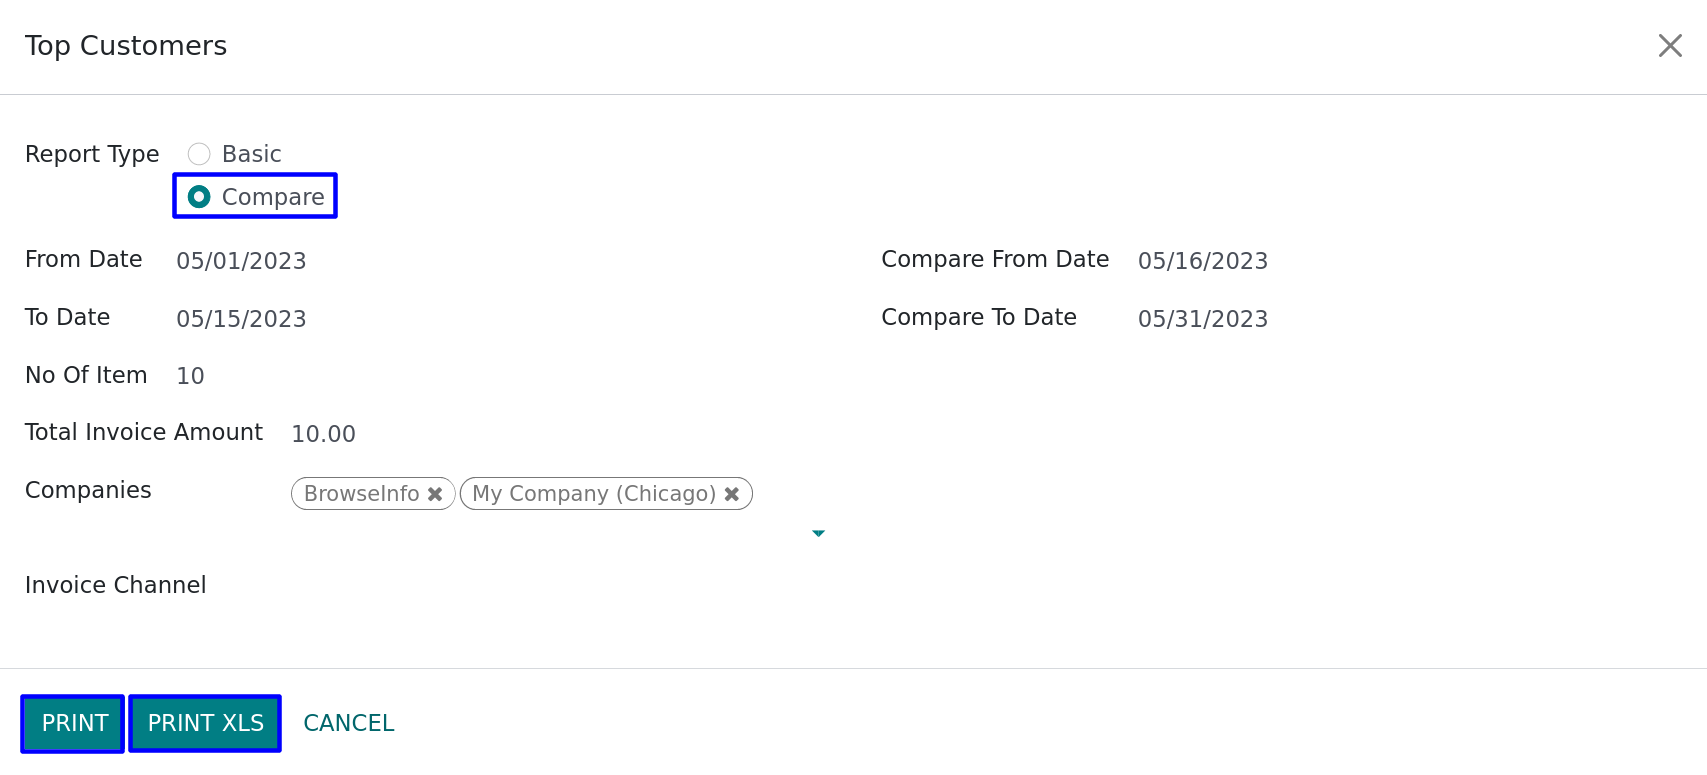 Top Customers
Report Type Basic
Compare
From Date 05/01/2023 Compare From Date 05/16/2023
To Date 05/15/2023 Compare To Date 05/31/2023
No Of Item 10
Total Invoice Amount 10.00
Companies BrowseInfo My Company (Chicago)
Invoice Channel
PRINT PRINT XLS CANCEL